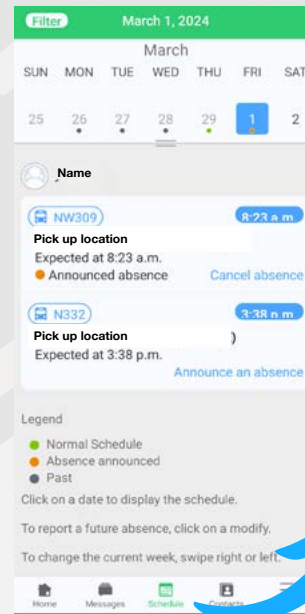 Filter March 1, 2024
March
SUN MON TUE WED THU FRI SAT
25 26 27 28 29 1 2
Name
NW309 8:23 a.m.
Pick up location
Expected at 8:23 a.m.
Announced absence Cancel absence
N332 3:38 p.m.
Pick up location )
Expected at 3:38 p.m.
Announce an absence
Legend
Normal Schedule
Absence announced
Past
Click on a date to display the schedule.
To report a future absence, click on a modify.
To change the current week, swipe right or left.
Home Messages Schedule Contacts